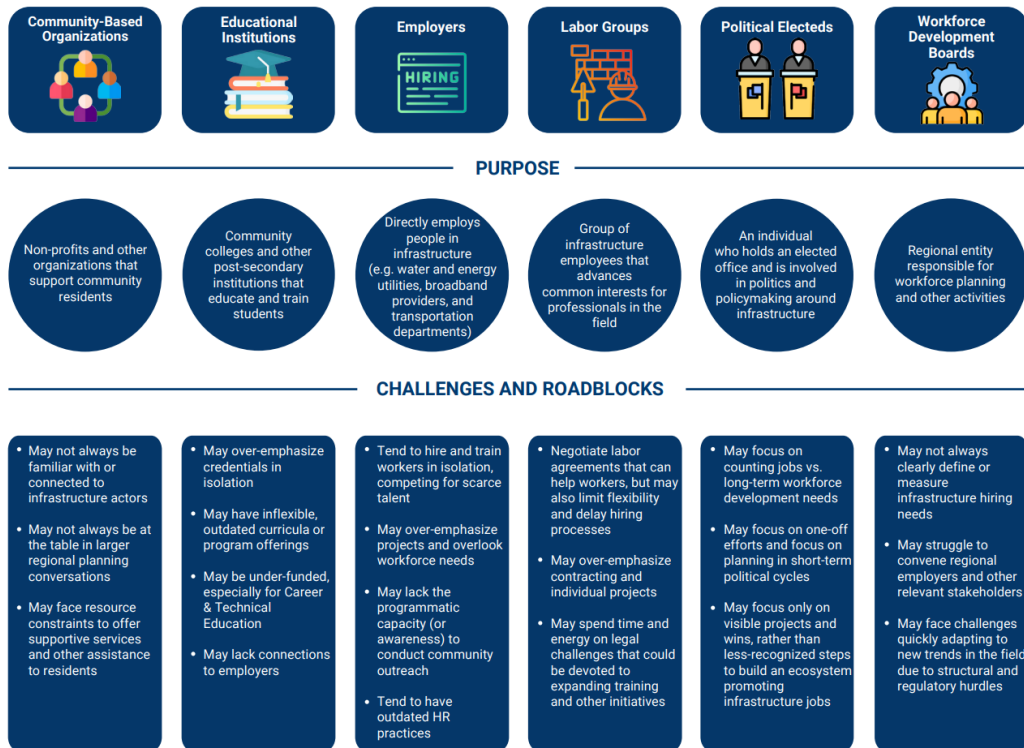 Community-Based
Organizations
Educational
Institutions
Employers
HIRING
Labor Groups
Political Electeds
Workforce
Development
Boards
PURPOSE
Non-profits and other
organizations that
support community
residents
Community
colleges and other
post-secondary
institutions that
educate and train
students
Directly employs
people in
infrastructure
(e.g. water and energy
utilities, broadband
providers, and
transportation
departments)
Group of
infrastructure
employees that
advances
common interests for
professionals in the
field
An individual
who holds an elected
office and is involved
in politics and
policymaking around
infrastructure
Regional entity
responsible for
workforce planning
and other activities
CHALLENGES AND ROADBLOCKS
• May not always be
familiar with or
connected to
infrastructure actors
• May not always be at
the table in larger
regional planning
conversations
• May face resource
constraints to offer
supportive services
and other assistance
to residents
• May over-emphasize
credentials in
isolation
• May have inflexible,
outdated curricula or
program offerings
• May be under-funded,
especially for Career
& Technical
Education
• May lack connections
to employers
• Tend to hire and train
workers in isolation,
competing for scarce
talent
• May over-emphasize
projects and overlook
workforce needs
• May lack the
programmatic
capacity (or
awareness) to
conduct community
outreach
• Tend to have
outdated HR
practices
• Negotiate labor
agreements that can
help workers, but may
also limit flexibility
and delay hiring
processes
• May over-emphasize
contracting and
individual projects
• May spend time and
energy on legal
challenges that could
be devoted to
expanding training
and other initiatives
• May focus on
counting jobs vs.
long-term workforce
development needs
• May focus on one-off
efforts and focus on
planning in short-term
political cycles
• May focus only on
visible projects and
wins, rather than
less-recognized steps
to build an ecosystem
promoting
infrastructure jobs
• May not always
clearly define or
measure
infrastructure hiring
needs
• May struggle to
convene regional
employers and other
relevant stakeholders
• May face challenges
quickly adapting to
new trends in the field
due to structural and
regulatory hurdles